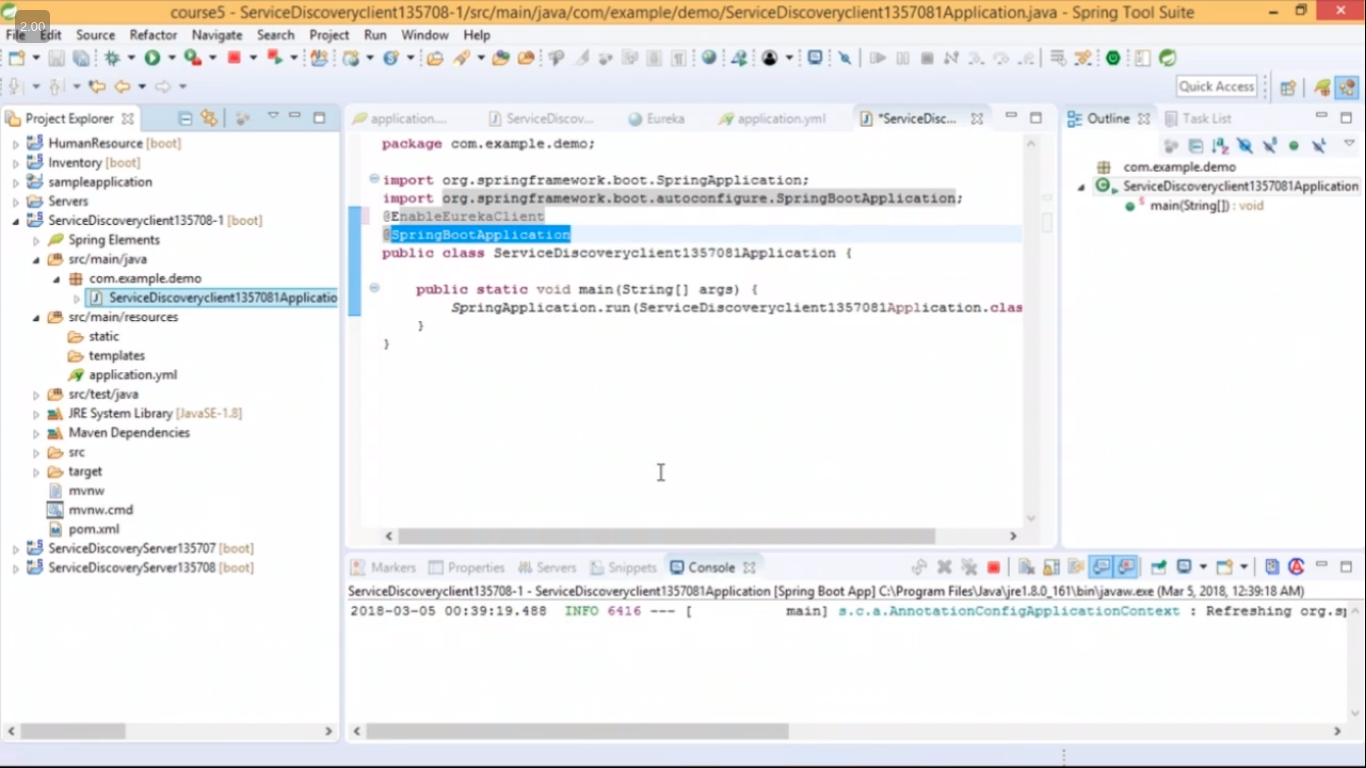 course5 - ServiceDiscoveryclient135708-1/src/main/java/com/example/demo/ServiceDiscoveryclient1357081Application.java - Spring Tool Suite
2.00
File Edit Source Refactor Navigate Search Project Run Window Help
Quick Access
Project Explorer
HumanResource [boot]
Inventory [boot]
sampleapplication
Servers
ServiceDiscoveryclient135708-1 [boot]
Spring Elements
src/main/java
com.example.demo
ServiceDiscoveryclient1357081Applicatio
src/main/resources
static
templates
application.yml
src/test/java
JRE System Library [JavaSE-1.8]
Maven Dependencies
src
target
mvnw
mvnw.cmd
pom.xml
ServiceDiscoveryServer135707 [boot]
ServiceDiscoveryServer135708 [boot]
application.... ServiceDiscov... Eureka application.yml *ServiceDisc...
package com.example.demo;
import org.springframework.boot.SpringApplication;
import org.springframework.boot.autoconfigure.SpringBootApplication;
@EnableEurekaClient
@SpringBootApplication
public class ServiceDiscoveryclient1357081Application {
public static void main(String[] args) {
SpringApplication.run(ServiceDiscoveryclient1357081Application.clas
}
}
Outline Task List
com.example.demo
ServiceDiscoveryclient1357081Application
main(String[]) : void
Markers Properties Servers Snippets Console
ServiceDiscoveryclient135708-1 - ServiceDiscoveryclient1357081Application [Spring Boot App] C:\Program Files\Java\jre1.8.0_161\bin\javaw.exe (Mar 5, 2018, 12:39:18 AM)
2018-03-05 00:39:19.488 INFO 6416 --- [ main] s.c.a.AnnotationConfigApplicationContext : Refreshing org.sp